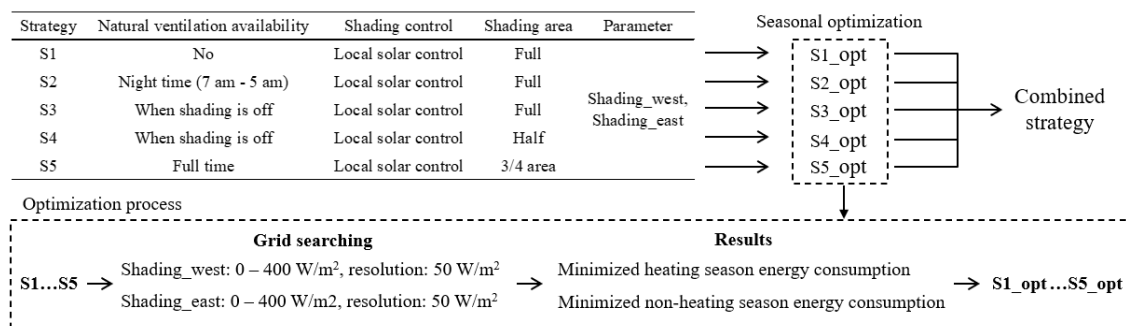 Strategy Natural ventilation availability Shading control Shading area Parameter
S1 No Local solar control Full
S2 Night time (7 am - 5 am) Local solar control Full
S3 When shading is off Local solar control Full
S4 When shading is off Local solar control Half
S5 Full time Local solar control 3/4 area
Shading_west,
Shading_east
Seasonal optimization
S1_opt
S2_opt
S3_opt
S4_opt
S5_opt
Combined
strategy
Optimization process
Grid searching
Results
S1…S5
Shading_west: 0 – 400 W/m², resolution: 50 W/m²
Shading_east: 0 – 400 W/m2, resolution: 50 W/m²
Minimized heating season energy consumption
Minimized non-heating season energy consumption
S1_opt…S5_opt